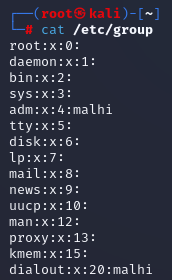 ┌──(root㉿kali)-[~]
└─# cat /etc/group
root:x:0:
daemon:x:1:
bin:x:2:
sys:x:3:
adm:x:4:malhi
tty:x:5:
disk:x:6:
lp:x:7:
mail:x:8:
news:x:9:
uucp:x:10:
man:x:12:
proxy:x:13:
kmem:x:15:
dialout:x:20:malhi